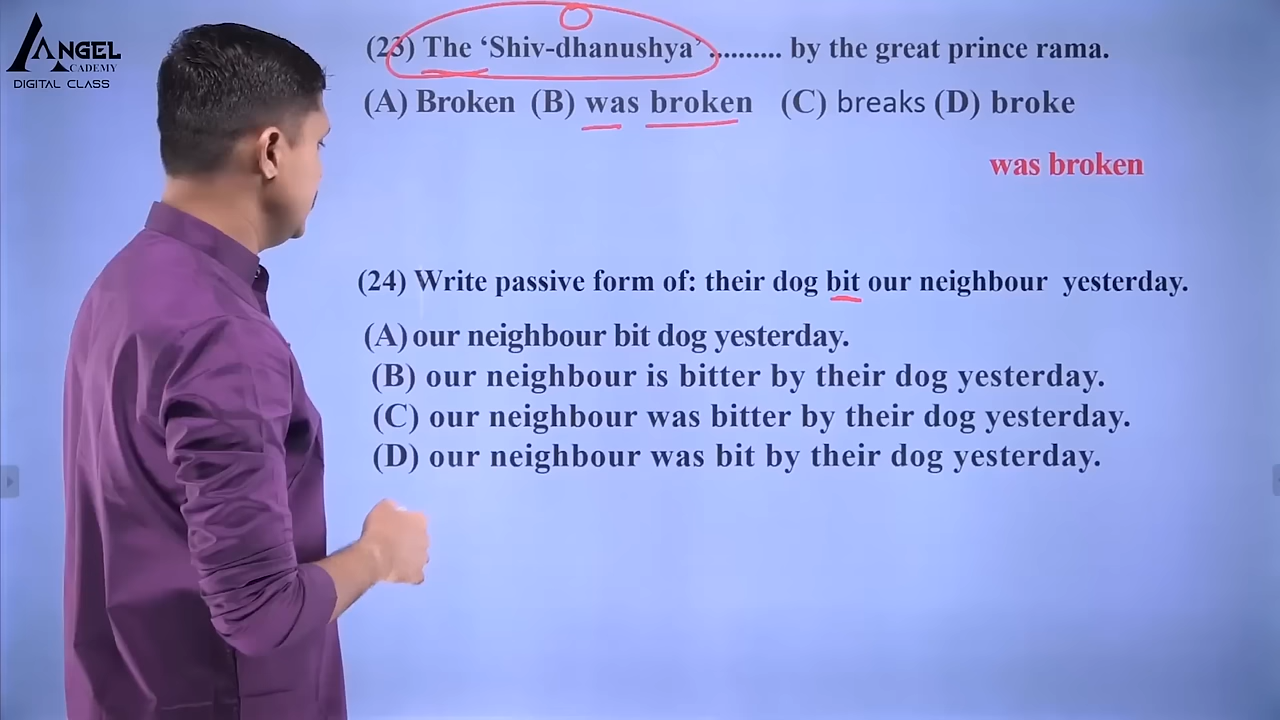 ANGEL
ACADEMY
DIGITAL CLASS
(23) The ‘Shiv-dhanushya’ .......... by the great prince rama.
(A) Broken (B) was broken (C) breaks (D) broke
was broken
(24) Write passive form of: their dog bit our neighbour yesterday.
(A) our neighbour bit dog yesterday.
(B) our neighbour is bitter by their dog yesterday.
(C) our neighbour was bitter by their dog yesterday.
(D) our neighbour was bit by their dog yesterday.